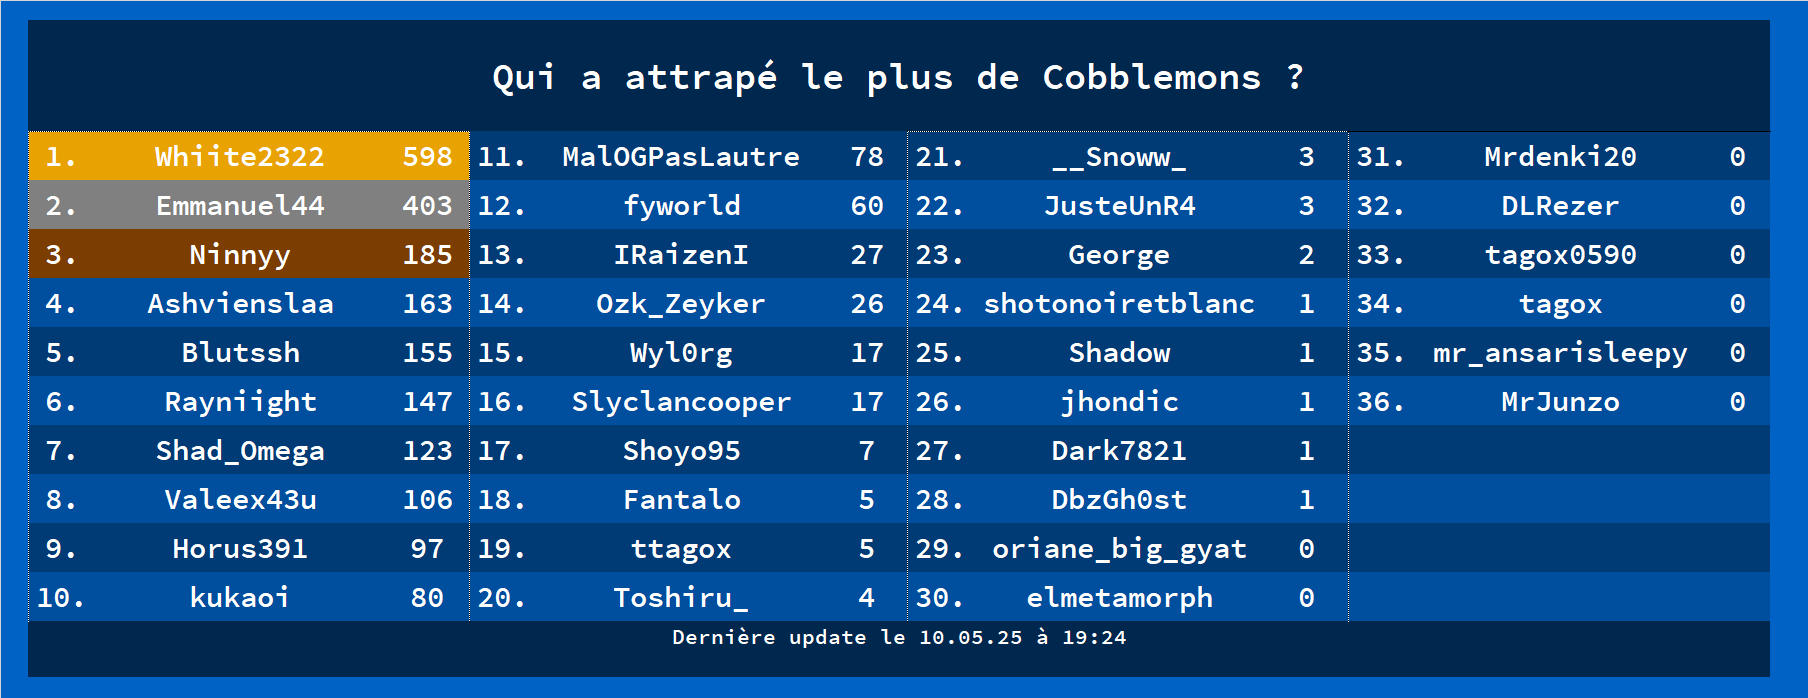 Qui a attrapé le plus de Cobblemons ?
1. Whiite2322 598
2. Emmanuel44 403
3. Ninnyy 185
4. Ashvienslaa 163
5. Blutssh 155
6. Rayniight 147
7. Shad_Omega 123
8. Valeex43u 106
9. Horus391 97
10. kukaoi 80
11. MalOGPasLautre 78
12. fyworld 60
13. IRaizenI 27
14. Ozk_Zeyker 26
15. Wyl0rg 17
16. Slyclancooper 17
17. Shoyo95 7
18. Fantalo 5
19. ttagox 5
20. Toshiru_ 4
21. __Snoww_ 3
22. JusteUnR4 3
23. George 2
24. shotonoiretblanc 1
25. Shadow 1
26. jhondic 1
27. Dark7821 1
28. DbzGh0st 1
29. oriane_big_gyat 0
30. elmetamorph 0
31. Mrdenki20 0
32. DLRezer 0
33. tagox0590 0
34. tagox 0
35. mr_ansarisleepy 0
36. MrJunzo 0
Dernière update le 10.05.25 à 19:24